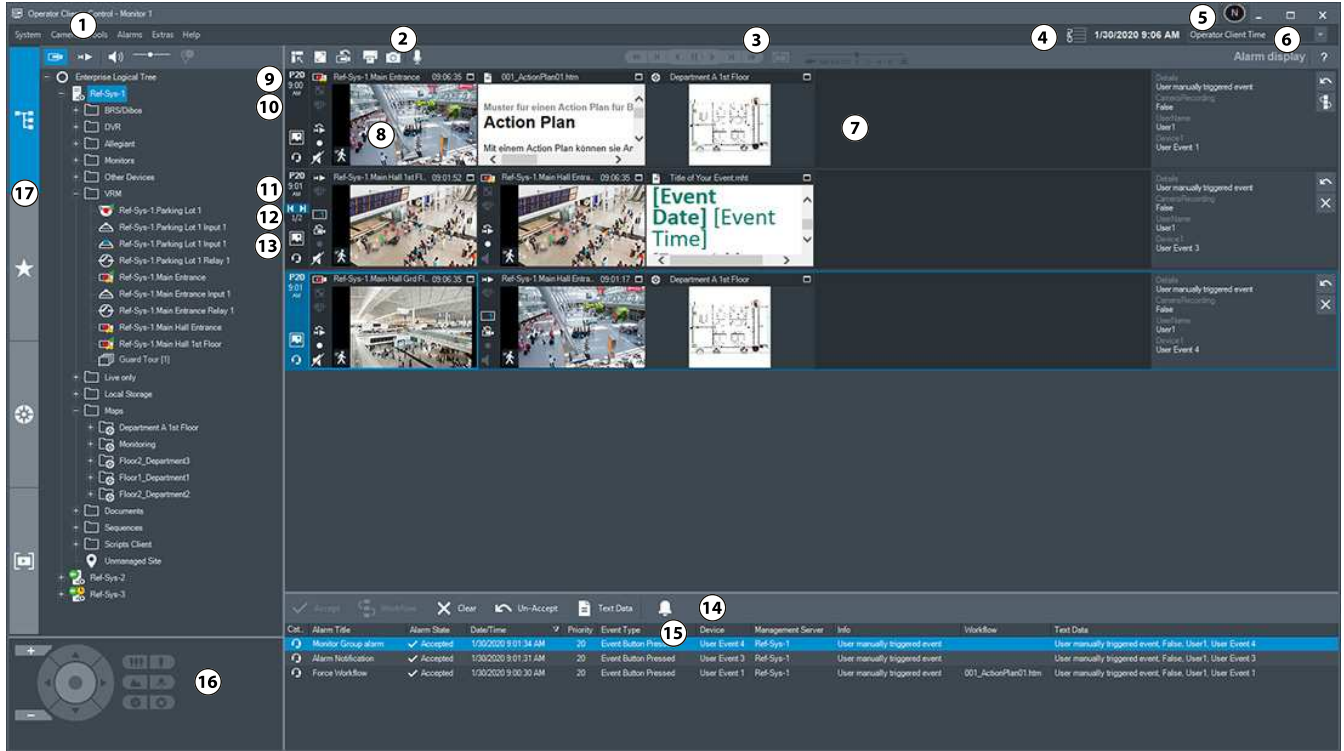 Operator Client - Control - Monitor 1
N
1
5
System Camera Tools Alarms Extras Help
2
3
4
1/30/2020 9:06 AM
Operator Client Time
6
Alarm display ?
Enterprise Logical Tree
Ref-Sys-1
BRS/Dibos
DVR
Allegiant
Monitors
Other Devices
VRM
Ref-Sys-1.Parking Lot 1
Ref-Sys-1.Parking Lot 1 Input 1
Ref-Sys-1.Parking Lot 1 Input 1
Ref-Sys-1.Parking Lot 1 Relay 1
Ref-Sys-1.Main Entrance
Ref-Sys-1.Main Entrance Input 1
Ref-Sys-1.Main Entrance Relay 1
Ref-Sys-1.Main Hall Entrance
Ref-Sys-1.Main Hall 1st Floor
Guard Tour [1]
Live only
Local Storage
Maps
Department A 1st Floor
Monitoring
Floor2_Department3
Floor1_Department1
Floor2_Department2
Documents
Sequences
Scripts Client
Unmanaged Site
Ref-Sys-2
Ref-Sys-3
17
9
10
11
12
13
P20
9:00
AM
Ref-Sys-1.Main Entrance 09:06:35
8
001_ActionPlan01.htm
Muster für einen Action Plan für B
Action Plan
Mit einem Action Plan können sie Ar
Department A 1st Floor
7
Details
User manually triggered event
CameraRecording
False
UserName
User1
Device1
User Event 1
P20
9:01
AM
1/2
Ref-Sys-1.Main Hall 1st Fl.. 09:01:52
Ref-Sys-1.Main Hall Entra.. 09:06:35
Title of Your Event.mht
[Event
Date] [Event
Time]
Details
User manually triggered event
CameraRecording
False
UserName
User1
Device1
User Event 3
P20
9:01
AM
Ref-Sys-1.Main Hall Grd Fl.. 09:06:35
Ref-Sys-1.Main Hall Entra.. 09:01:17
Department A 1st Floor
Details
User manually triggered event
CameraRecording
False
UserName
User1
Device1
User Event 4
Accept Workflow Clear Un-Accept Text Data
14
Cat.. Alarm Title Alarm State Date/Time Priority Event Type Device Management Server Info Workflow Text Data
15
Monitor Group alarm Accepted 1/30/2020 9:01:34 AM 20 Event Button Pressed User Event 4 Ref-Sys-1 User manually triggered event User manually triggered event, False, User1, User Event 4
Alarm Notification Accepted 1/30/2020 9:01:31 AM 20 Event Button Pressed User Event 3 Ref-Sys-1 User manually triggered event User manually triggered event, False, User1, User Event 3
Force Workflow Accepted 1/30/2020 9:00:30 AM 20 Event Button Pressed User Event 1 Ref-Sys-1 User manually triggered event 001_ActionPlan01.htm User manually triggered event, False, User1, User Event 1
16